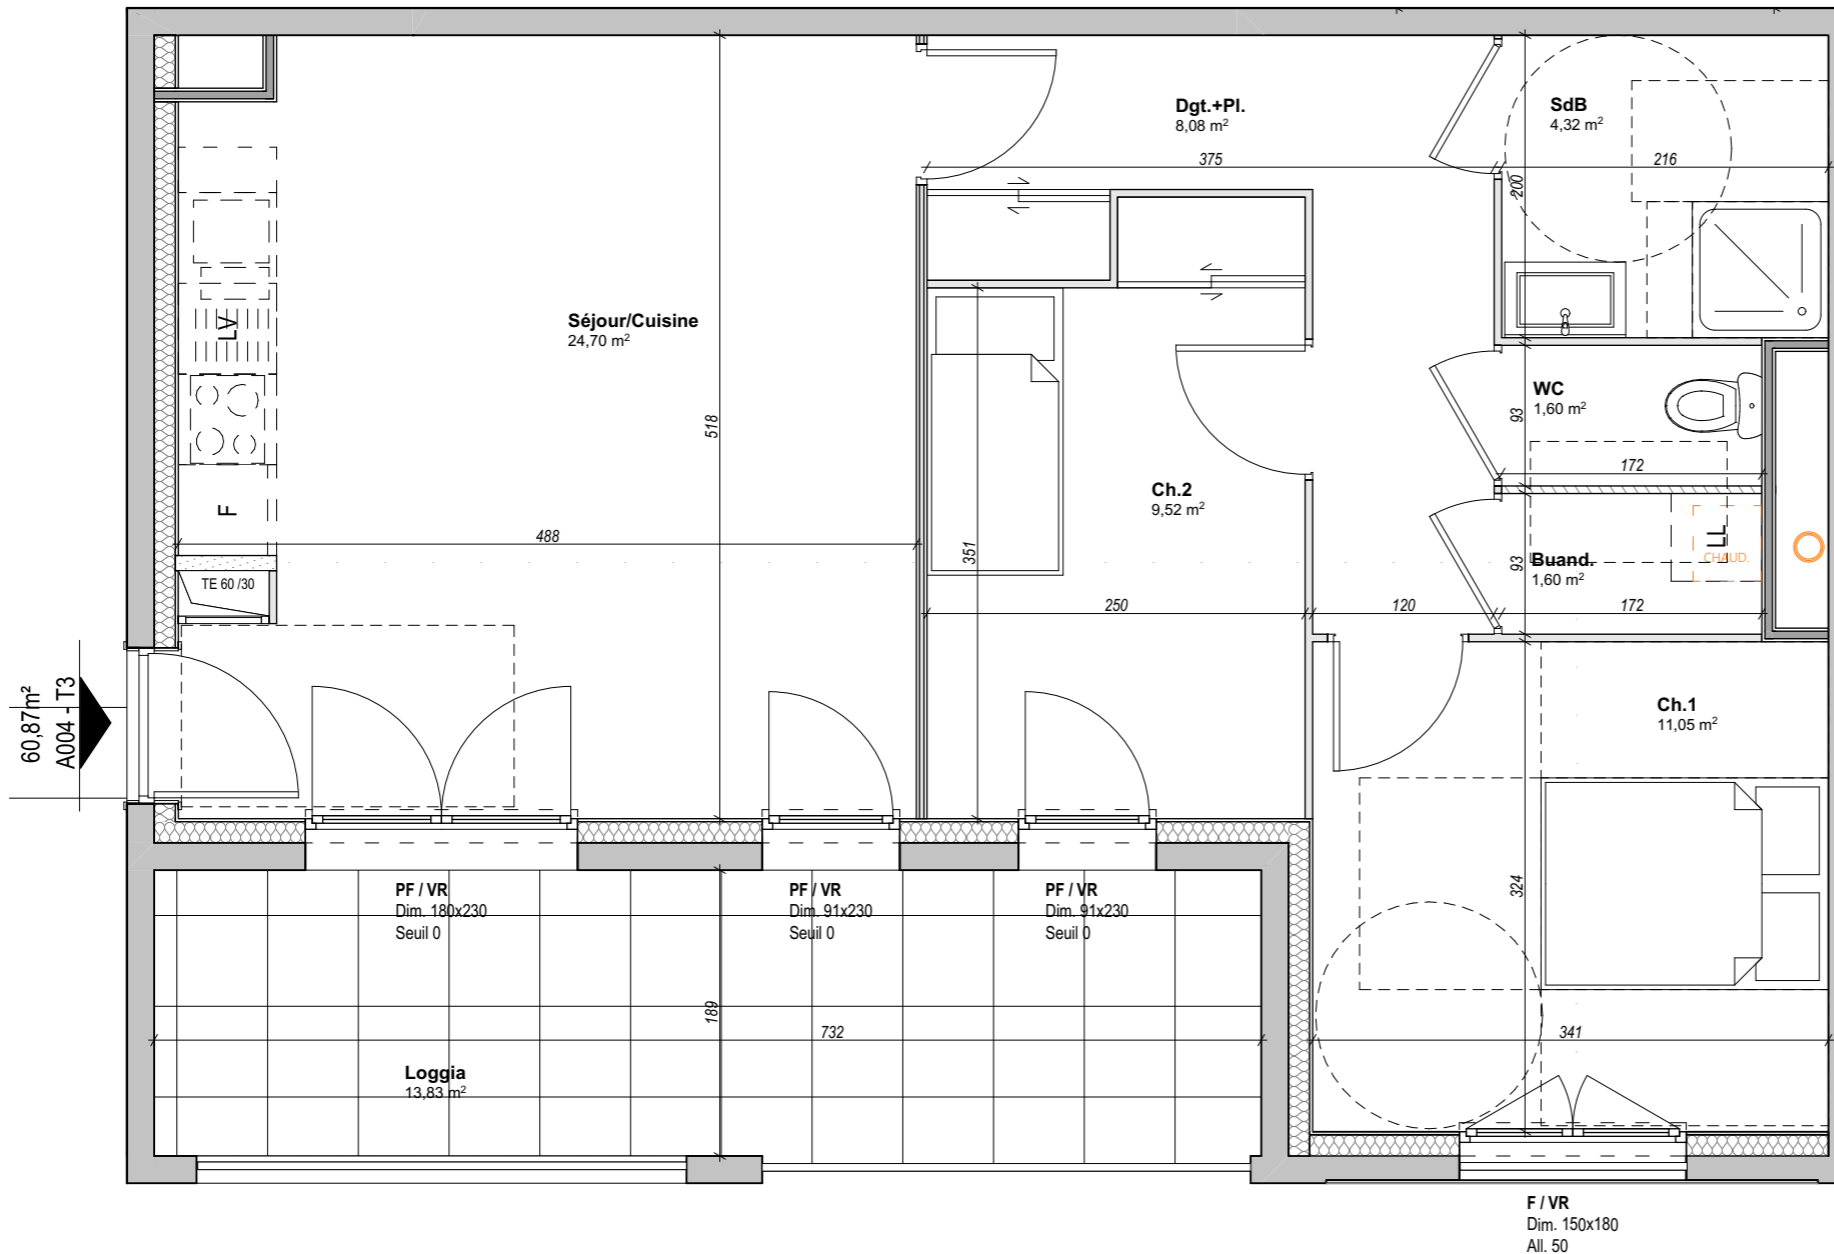 Dgt.+Pl.
8,08 m²
SdB
4,32 m²
375
216
200
Séjour/Cuisine
24,70 m²
LV
518
WC
1,60 m²
93
172
Ch.2
9,52 m²
F
488
351
LL
CHAUD.
Buand.
1,60 m²
93
TE 60 /30
250
120
172
60,87m²
A004 - T3
Ch.1
11,05 m²
324
PF / VR
Dim. 180x230
Seuil 0
PF / VR
Dim. 91x230
Seuil 0
PF / VR
Dim. 91x230
Seuil 0
189
732
341
Loggia
13,83 m²
F / VR
Dim. 150x180
All. 50